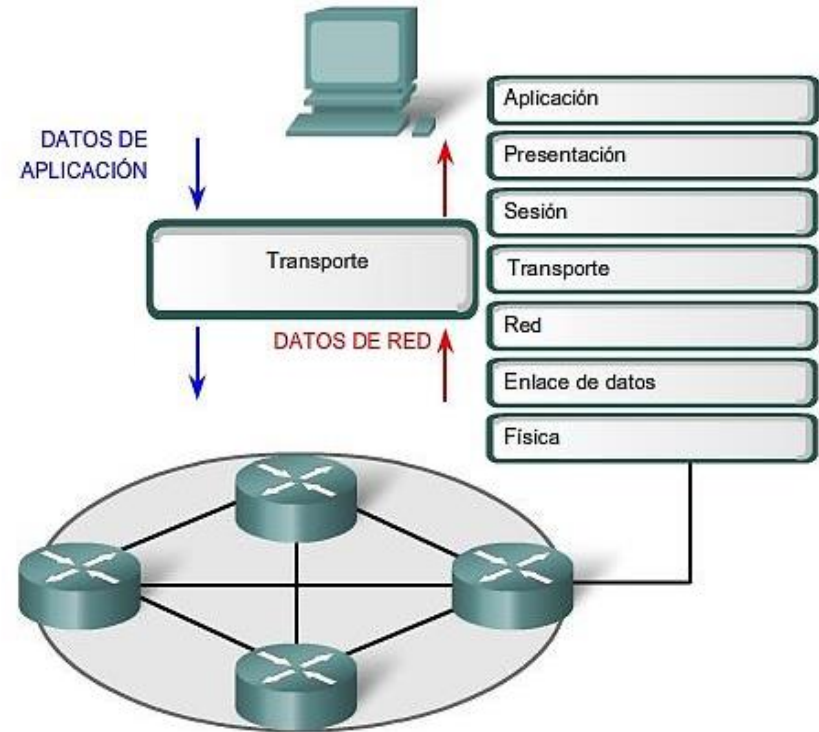 DATOS DE
APLICACIÓN
Transporte
DATOS DE RED
Aplicación
Presentación
Sesión
Transporte
Red
Enlace de datos
Física